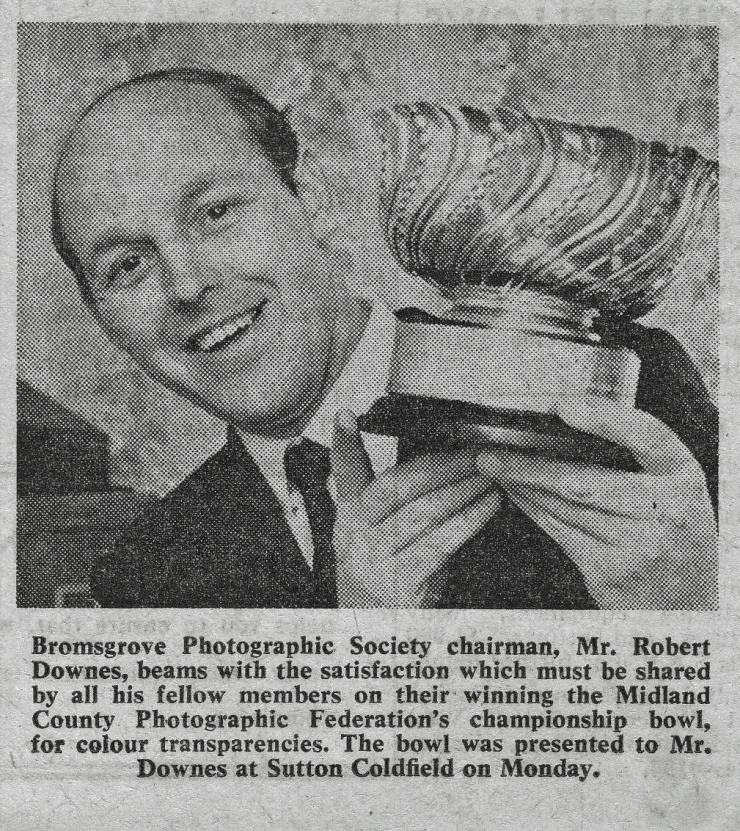 Bromsgrove Photographic Society chairman, Mr. Robert
Downes, beams with the satisfaction which must be shared
by all his fellow members on their winning the Midland
County Photographic Federation's championship bowl,
for colour transparencies. The bowl was presented to Mr.
Downes at Sutton Coldfield on Monday.